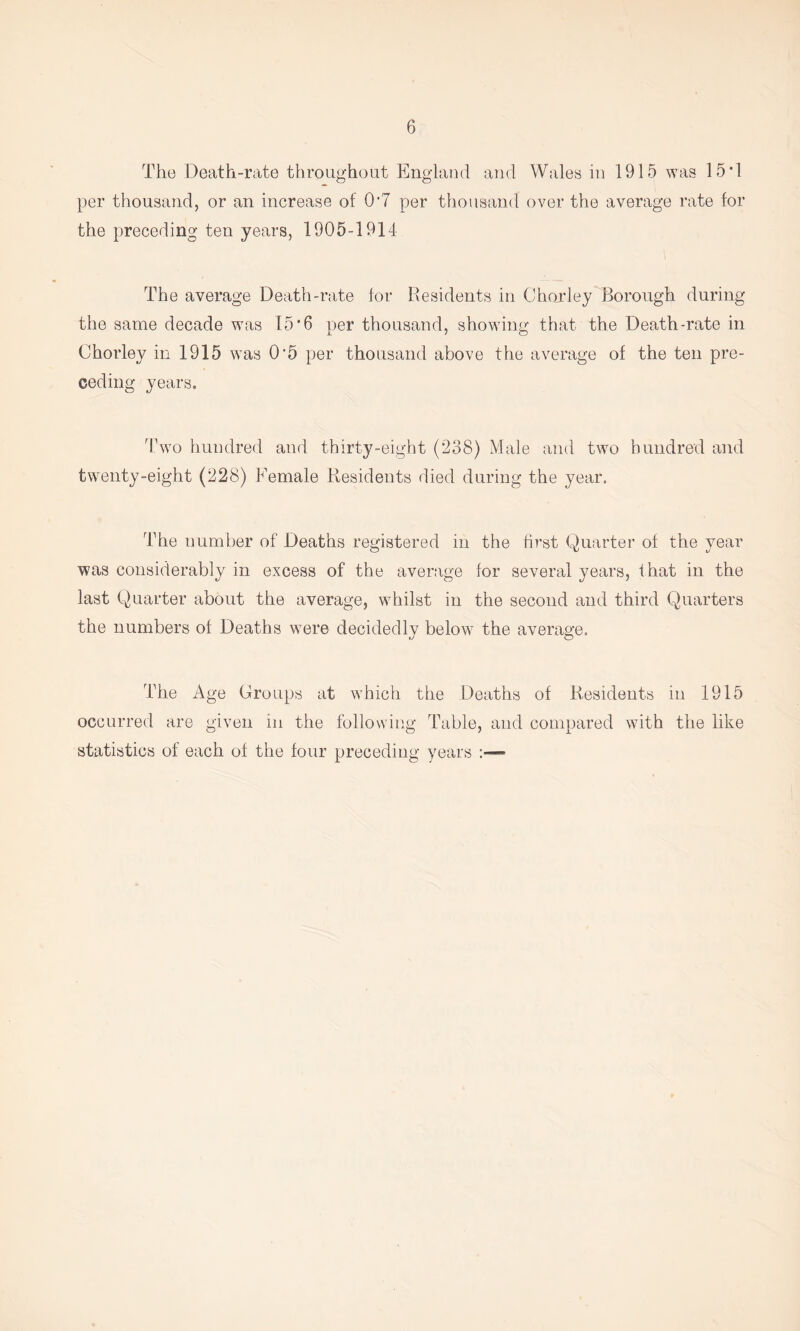 6
The Death-rate throughout England and Wales in 1915 was 15·1
per thousand, or an increase of 0·7 per thousand over the average rate for
the preceding ten years, 1905-1914
The average Death-rate for Residents in Chorley Borough during
the same decade was 15·6 per thousand, showing that the Death-rate in
Chorley in 1915 was 0·5 per thousand above the average of the ten pre-
ceding years.
Two hundred and thirty-eight (238) Male and two hundred and
twenty-eight (228) Female Residents died during the year.
The number of Deaths registered in the first Quarter of the year
was considerably in excess of the average for several years, that in the
last Quarter about the average, whilst in the second and third Quarters
the numbers of Deaths were decidedly below the average.
The Age Groups at which the Deaths of Residents in 1915
occurred are given in the following Table, and compared with the like
statistics of each of the four preceding years :—